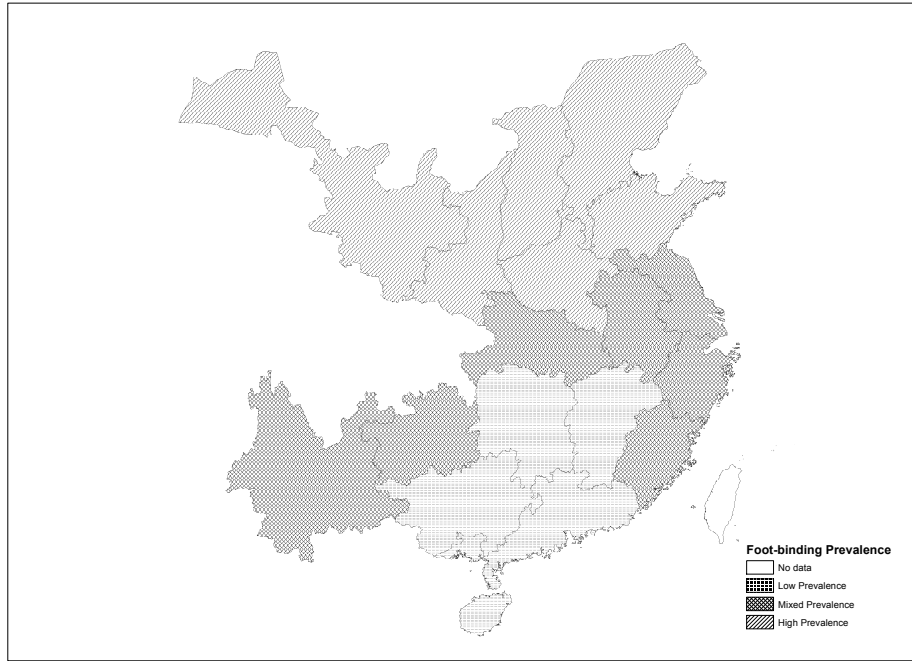 Foot-binding Prevalence
No data
Low Prevalence
Mixed Prevalence
High Prevalence